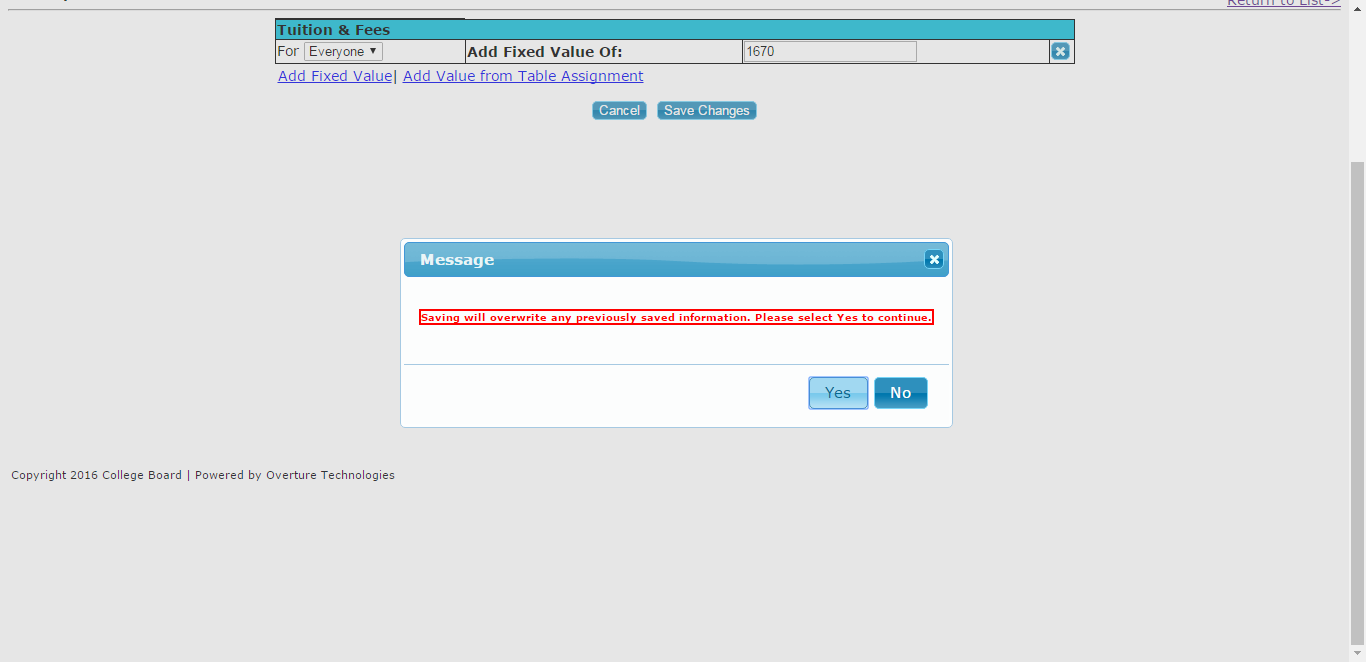 Return to List->
Tuition & Fees
For Everyone Add Fixed Value Of: 1670
Add Fixed Value| Add Value from Table Assignment
Cancel Save Changes
Message
Saving will overwrite any previously saved information. Please select Yes to continue.
Yes No
Copyright 2016 College Board | Powered by Overture Technologies